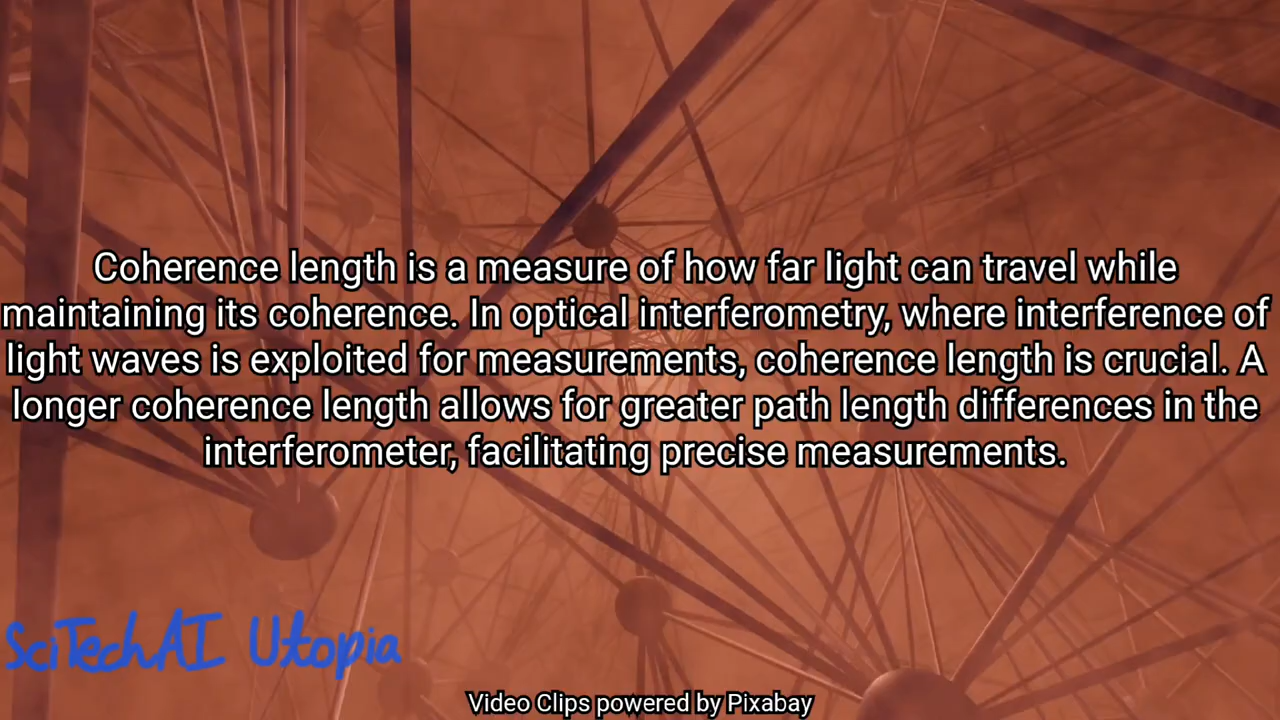 Coherence length is a measure of how far light can travel while
maintaining its coherence. In optical interferometry, where interference of
light waves is exploited for measurements, coherence length is crucial. A
longer coherence length allows for greater path length differences in the
interferometer, facilitating precise measurements.
SciTechAI Utopia
Video Clips powered by Pixabay